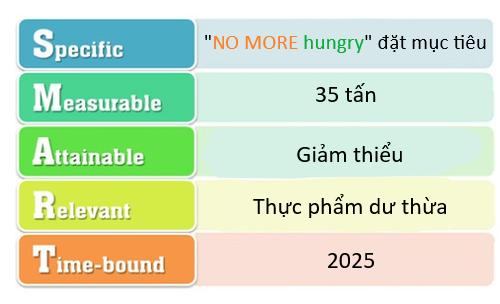 Specific "NO MORE hungry" đặt mục tiêu
Measurable 35 tấn
Attainable Giảm thiểu
Relevant Thực phẩm dư thừa
Time-bound 2025